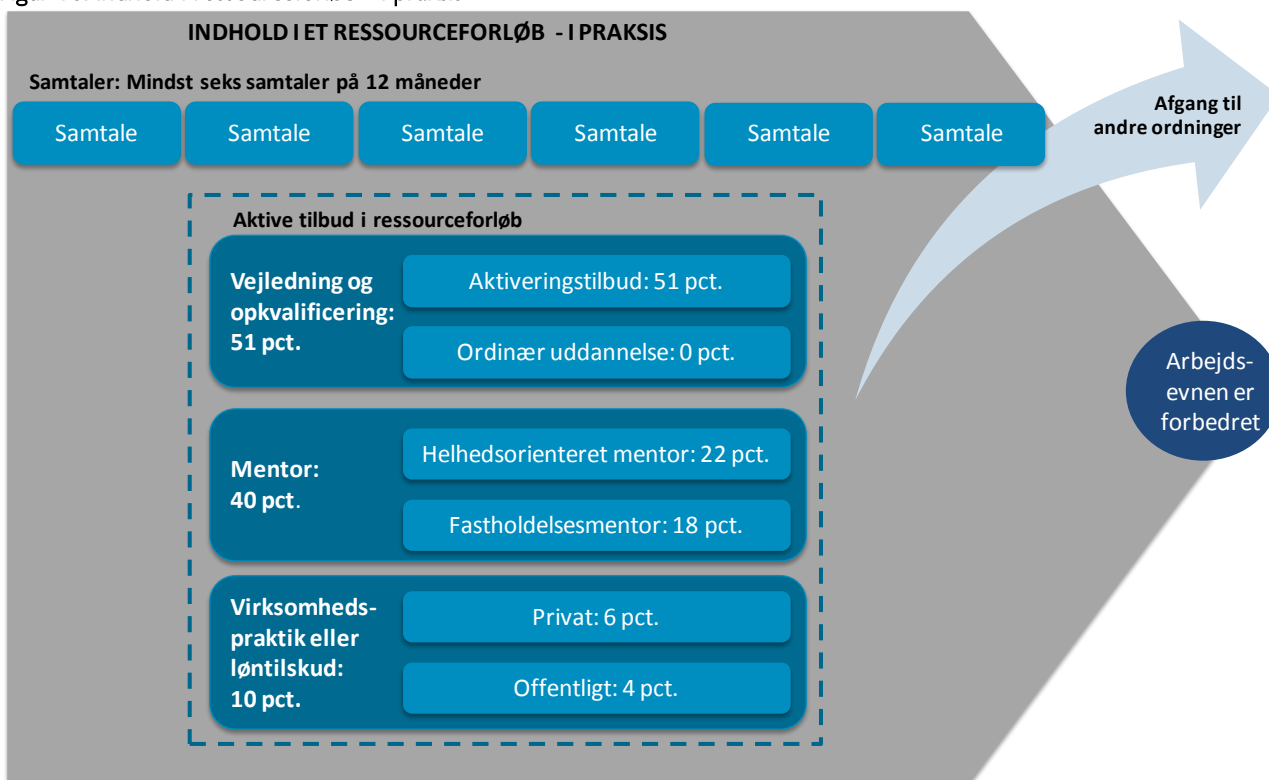 INDHOLD I ET RESSOURCEFORLØB - I PRAKSIS
Samtaler: Mindst seks samtaler på 12 måneder
Samtale Samtale Samtale Samtale Samtale Samtale
Afgang til
andre ordninger
Aktive tilbud i ressourceforløb
Vejledning og
opkvalificering:
51 pct.
Aktiveringstilbud: 51 pct.
Ordinær uddannelse: 0 pct.
Mentor:
40 pct.
Helhedsorienteret mentor: 22 pct.
Fastholdelsesmentor: 18 pct.
Virksomheds-
praktik eller
løntilskud:
10 pct.
Privat: 6 pct.
Offentligt: 4 pct.
Arbejds-
evnen er
forbedret